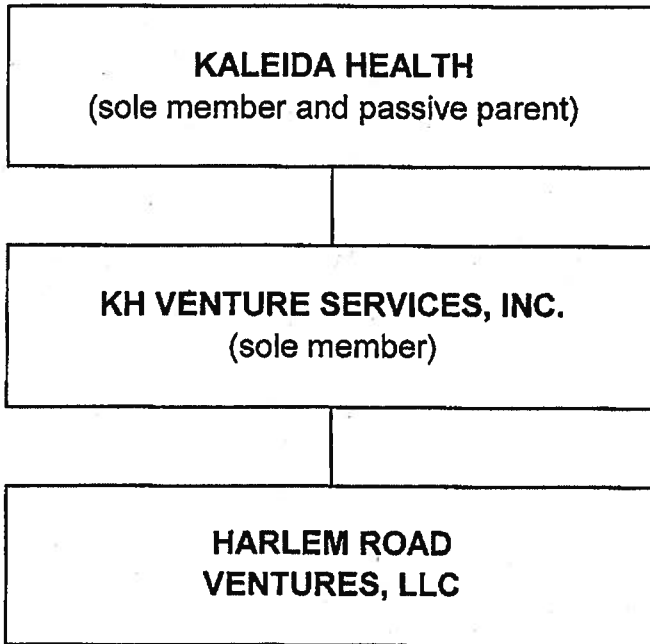 KALEIDA HEALTH
(sole member and passive parent)
KH VENTURE SERVICES, INC.
(sole member)
HARLEM ROAD
VENTURES, LLC